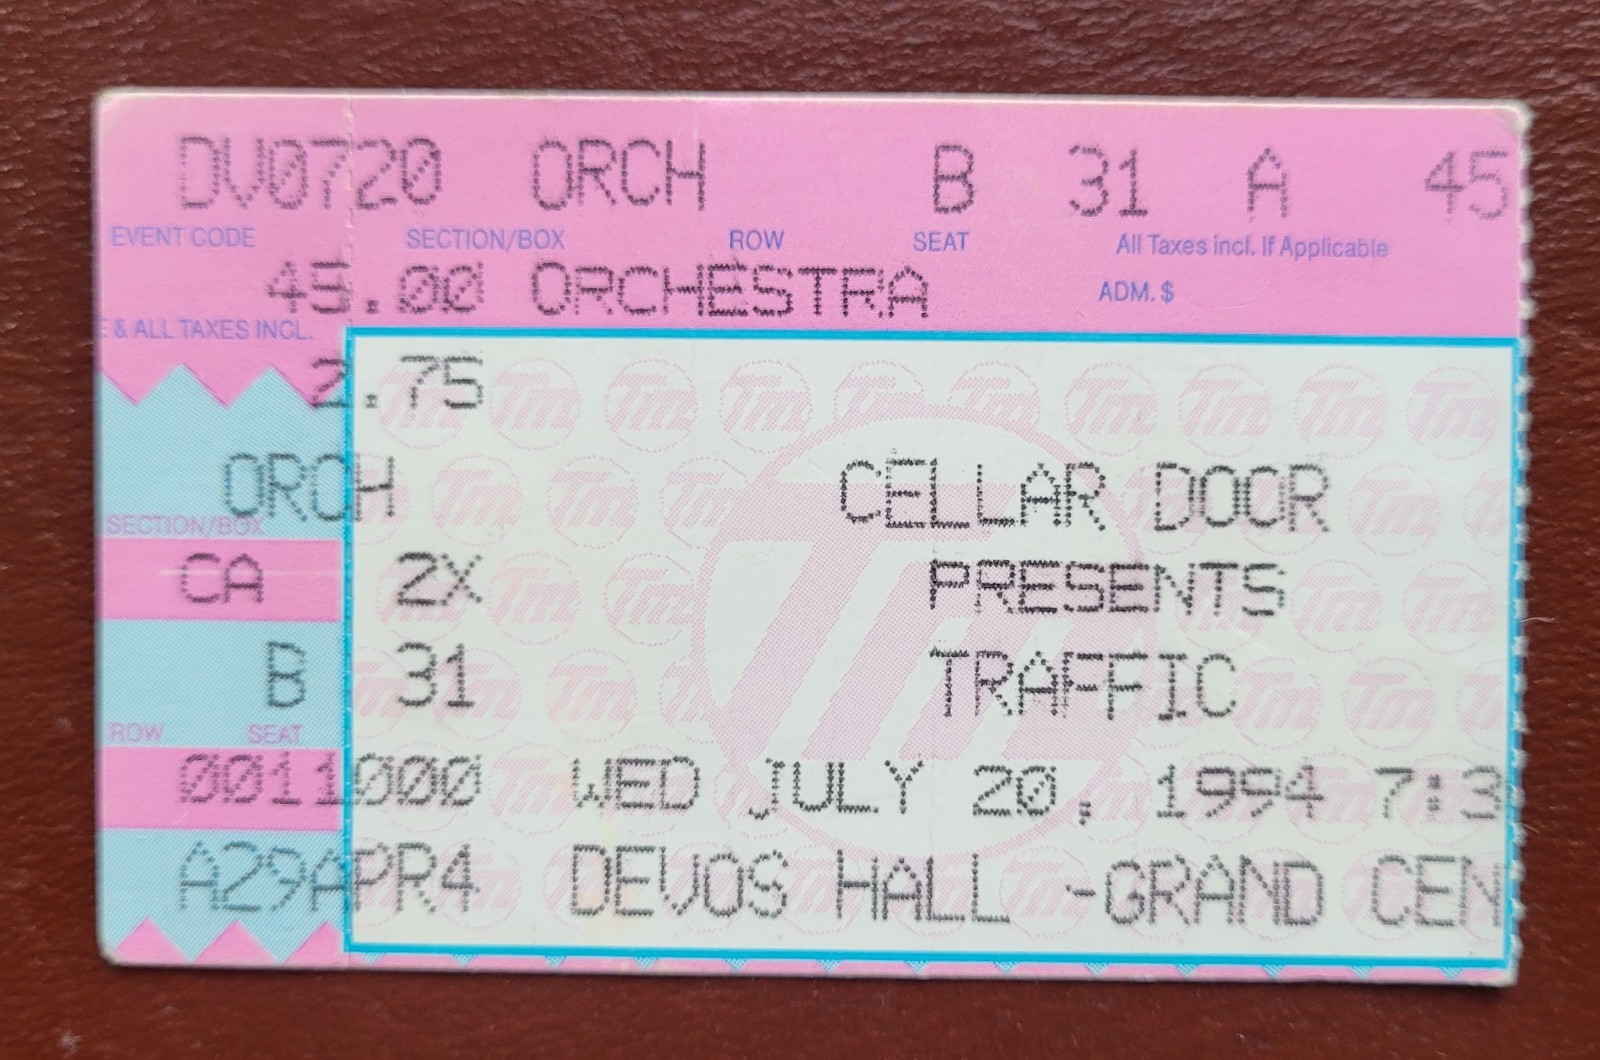 DV0720 ORCH B 31 A 45
EVENT CODE SECTION/BOX ROW SEAT All Taxes incl. If Applicable
45.00 ORCHESTRA ADM. $
E & ALL TAXES INCL.
2.75
ORCH CELLAR DOOR
SECTION/BOX
CA 2X PRESENTS
B 31 TRAFFIC
ROW SEAT
0011000 WED JULY 20, 1994 7:3
A29APR4 DEVOS HALL -GRAND CEN